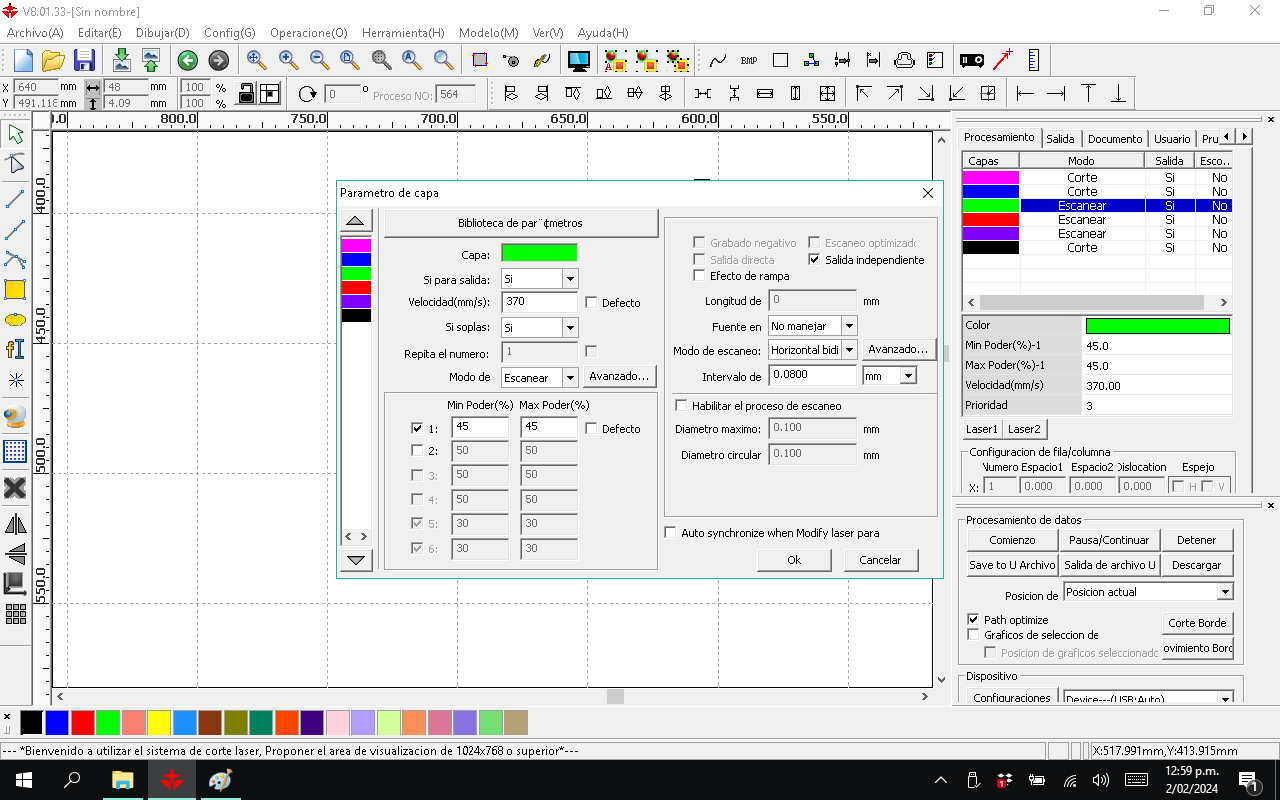 V8.01.33-[Sin nombre]
Archivo(A) Editar(E) Dibujar(D) Config(G) Operacione(O) Herramienta(H) Modelo(M) Ver(V) Ayuda(H)
A BMP
X 640 mm 48 mm 100 %
Y 491.118 mm 4.09 mm 100 %
0 ° Proceso NO: 564
0.0 800.0 750.0 700.0 650.0 600.0 550.0
400.0
450.0
500.0
550.0
Parametro de capa
Biblioteca de par¨¢metros
Capa:
Si para salida: Si
Velocidad(mm/s): 370 Defecto
Si soplas: Si
Repita el numero: 1
Modo de Escanear Avanzado...
Min Poder(%) Max Poder(%)
1: 45 45 Defecto
2: 50 50
3: 50 50
4: 50 50
5: 30 30
6: 30 30
Grabado negativo Escaneo optimizado
Salida directa Salida independiente
Efecto de rampa
Longitud de 0 mm
Fuente en No manejar
Modo de escaneo: Horizontal bidi Avanzado...
Intervalo de 0.0800 mm
Habilitar el proceso de escaneo
Diametro maximo: 0.100 mm
Diametro circular 0.100 mm
Auto synchronize when Modify laser para
Ok Cancelar
Procesamiento Salida Documento Usuario Pru
Capas Modo Salida Esco..
Corte Si No
Corte Si No
Escanear Si No
Escanear Si No
Escanear Si No
Corte Si No
Color
Min Poder(%)-1 45.0
Max Poder(%)-1 45.0
Velocidad(mm/s) 370.00
Prioridad 3
Laser1 Laser2
Configuracion de fila/columna
Numero Espacio1 Espacio2 Dislocation Espejo
X: 1 0.000 0.000 0.000 H V
Procesamiento de datos
Comienzo Pausa/Continuar Detener
Save to U Archivo Salida de archivo U Descargar
Posicion de Posicion actual
Path optimize
Graficos de seleccion de
Posicion de graficos seleccionado
Corte Borde
ovimiento Bord
Dispositivo
Configuraciones Device---(USB:Auto)
--- *Bienvenido a utilizar el sistema de corte laser, Proponer el area de visualizacion de 1024x768 o superior*---
X:517.991mm,Y:413.915mm
1
12:59 p.m.
2/02/2024
1